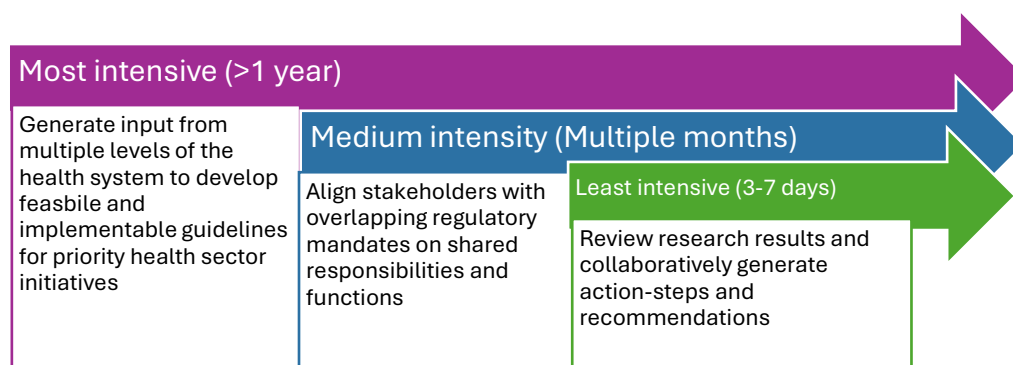 Most intensive (>1 year)
Generate input from
multiple levels of the
health system to develop
feasbile and
implementable guidelines
for priority health sector
initiatives
Medium intensity (Multiple months)
Align stakeholders with
overlapping regulatory
mandates on shared
responsibilities and
functions
Least intensive (3-7 days)
Review research results and
collaboratively generate
action-steps and
recommendations